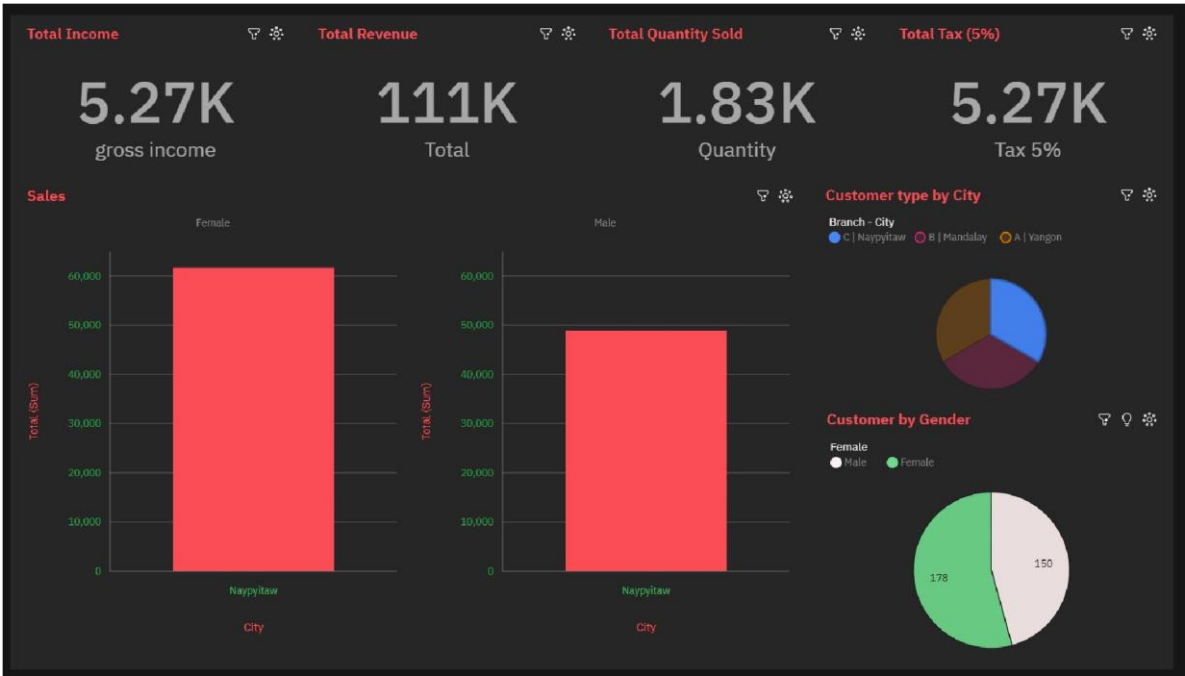 Total Income
Total Revenue
Total Quantity Sold
Total Tax (5%)
5.27K
111K
1.83K
5.27K
gross income
Total
Quantity
Tax 5%
Sales
Female
Male
Total (Sum)
60,000
50,000
40,000
30,000
20,000
10,000
0
Naypyitaw
City
Total (Sum)
60,000
50,000
40,000
30,000
20,000
10,000
0
Naypyitaw
City
Customer type by City
Branch - City
C | Naypyitaw B | Mandalay A | Yangon
Customer by Gender
Female
Male Female
150
178